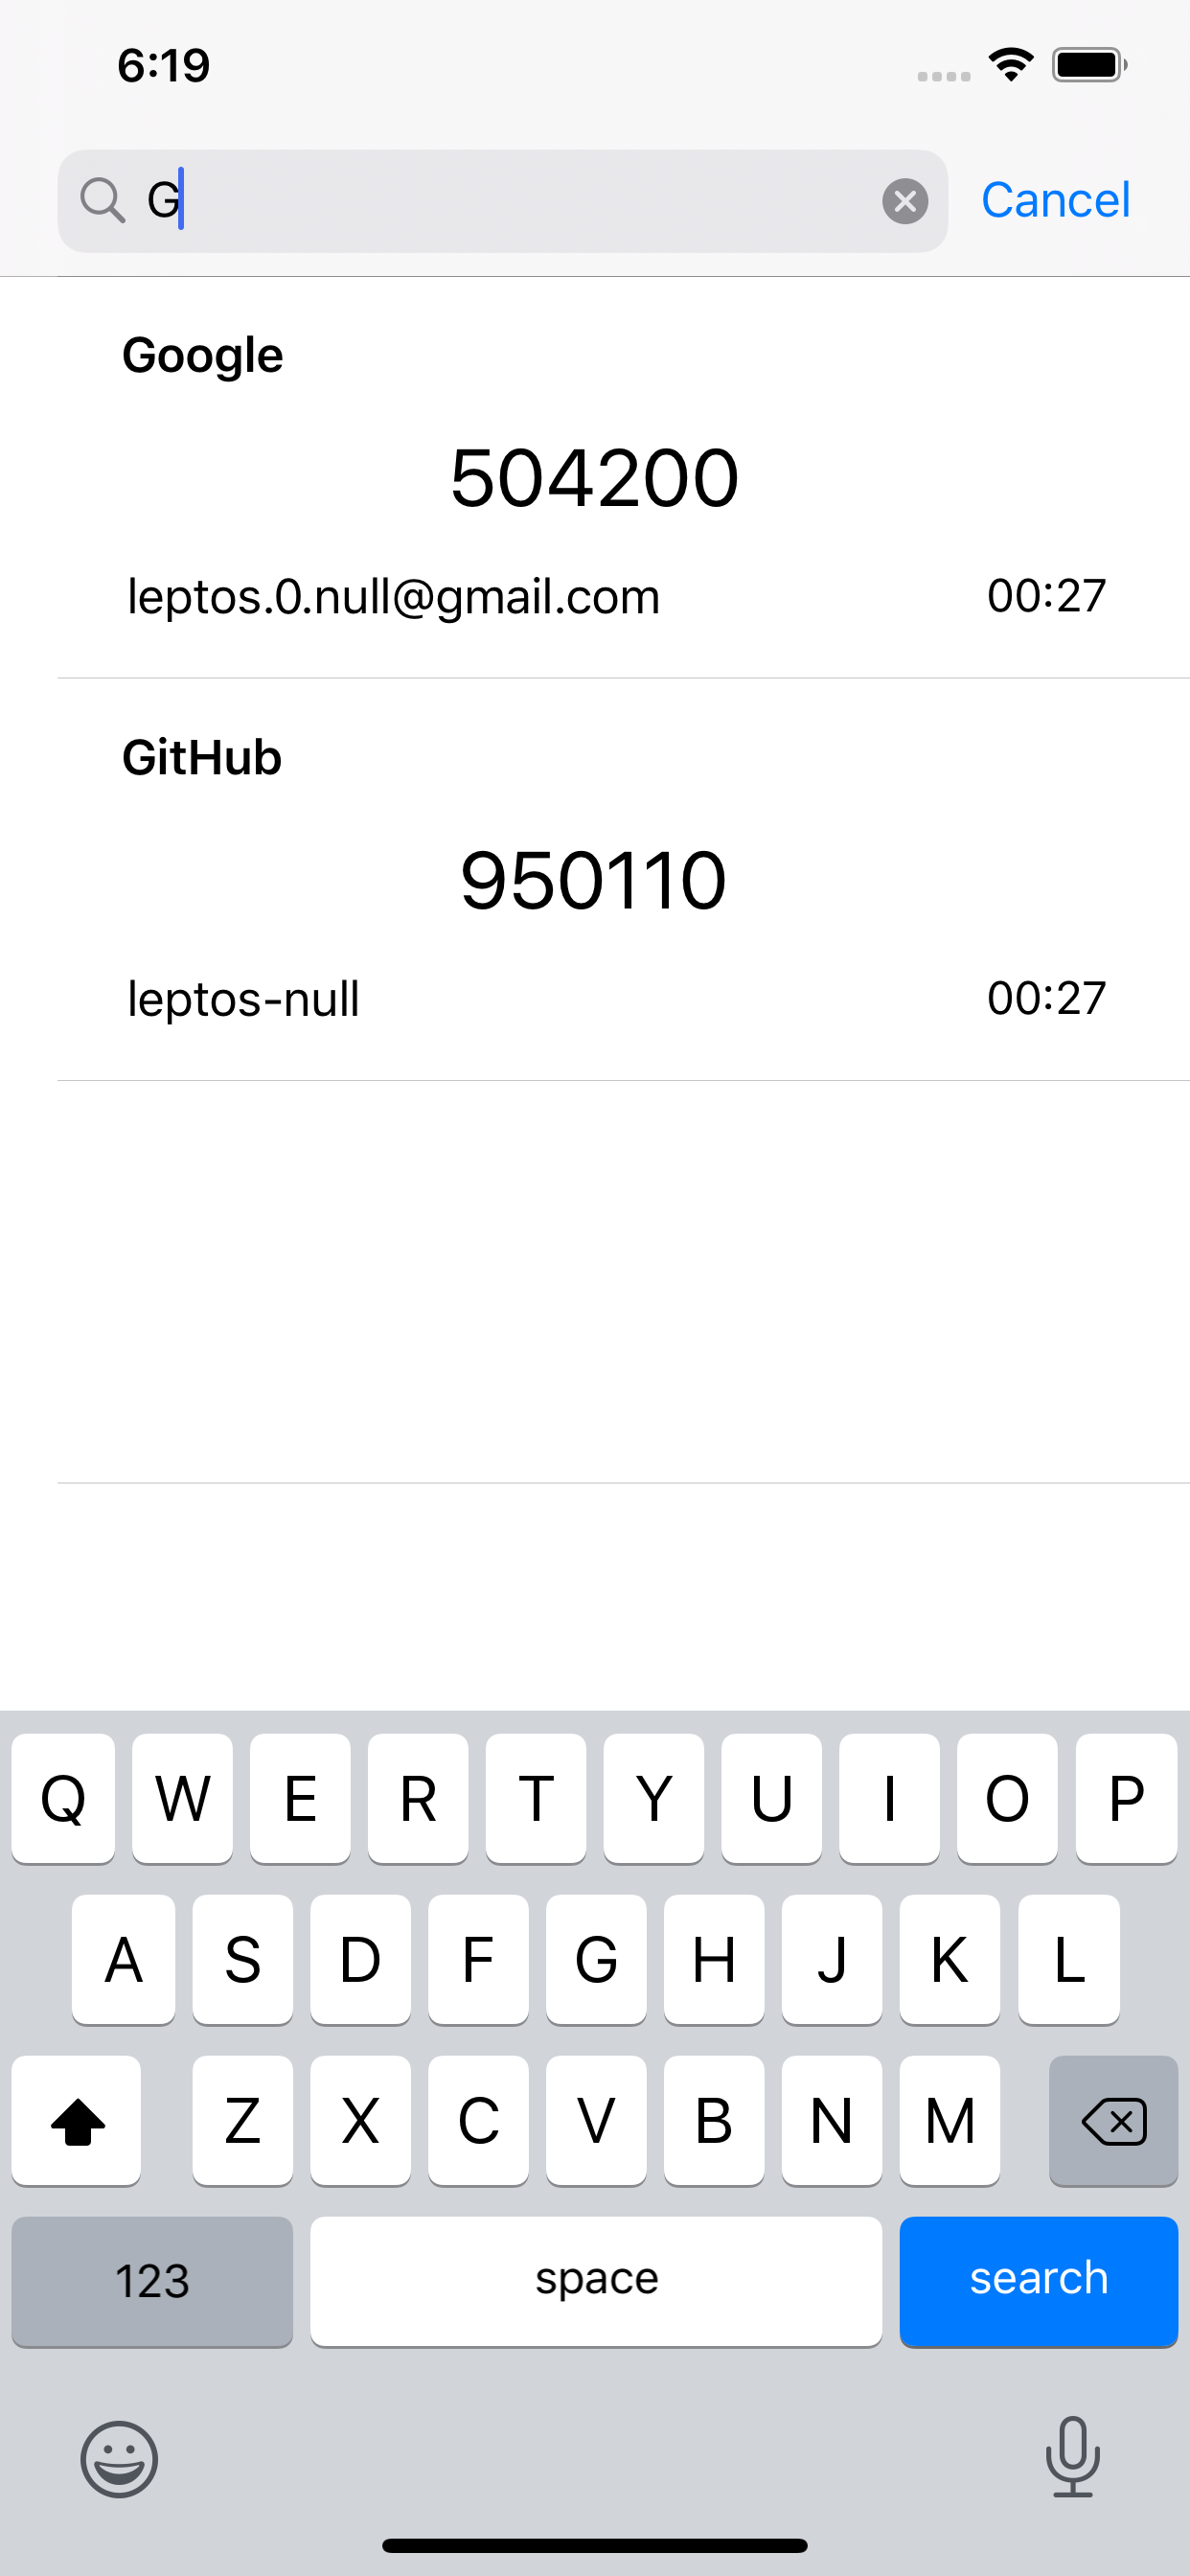 6:19
G
Cancel
Google
504200
leptos.0.null@gmail.com 00:27
GitHub
950110
leptos-null 00:27
Q W E R T Y U I O P
A S D F G H J K L
Z X C V B N M
123 space search